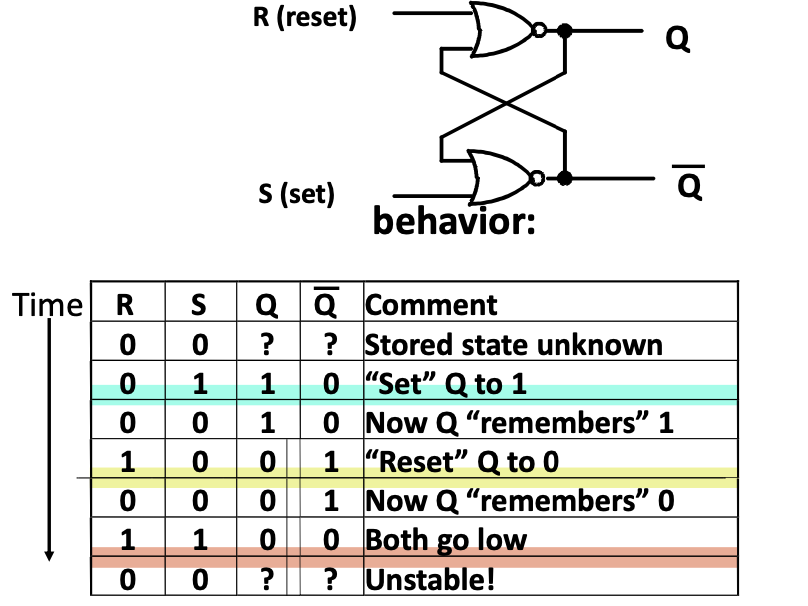 R (reset)
Q
S (set)
Q̅
behavior:
Time
R S Q Q̅ Comment
0 0 ? ? Stored state unknown
0 1 1 0 “Set” Q to 1
0 0 1 0 Now Q “remembers” 1
1 0 0 1 “Reset” Q to 0
0 0 0 1 Now Q “remembers” 0
1 1 0 0 Both go low
0 0 ? ? Unstable!